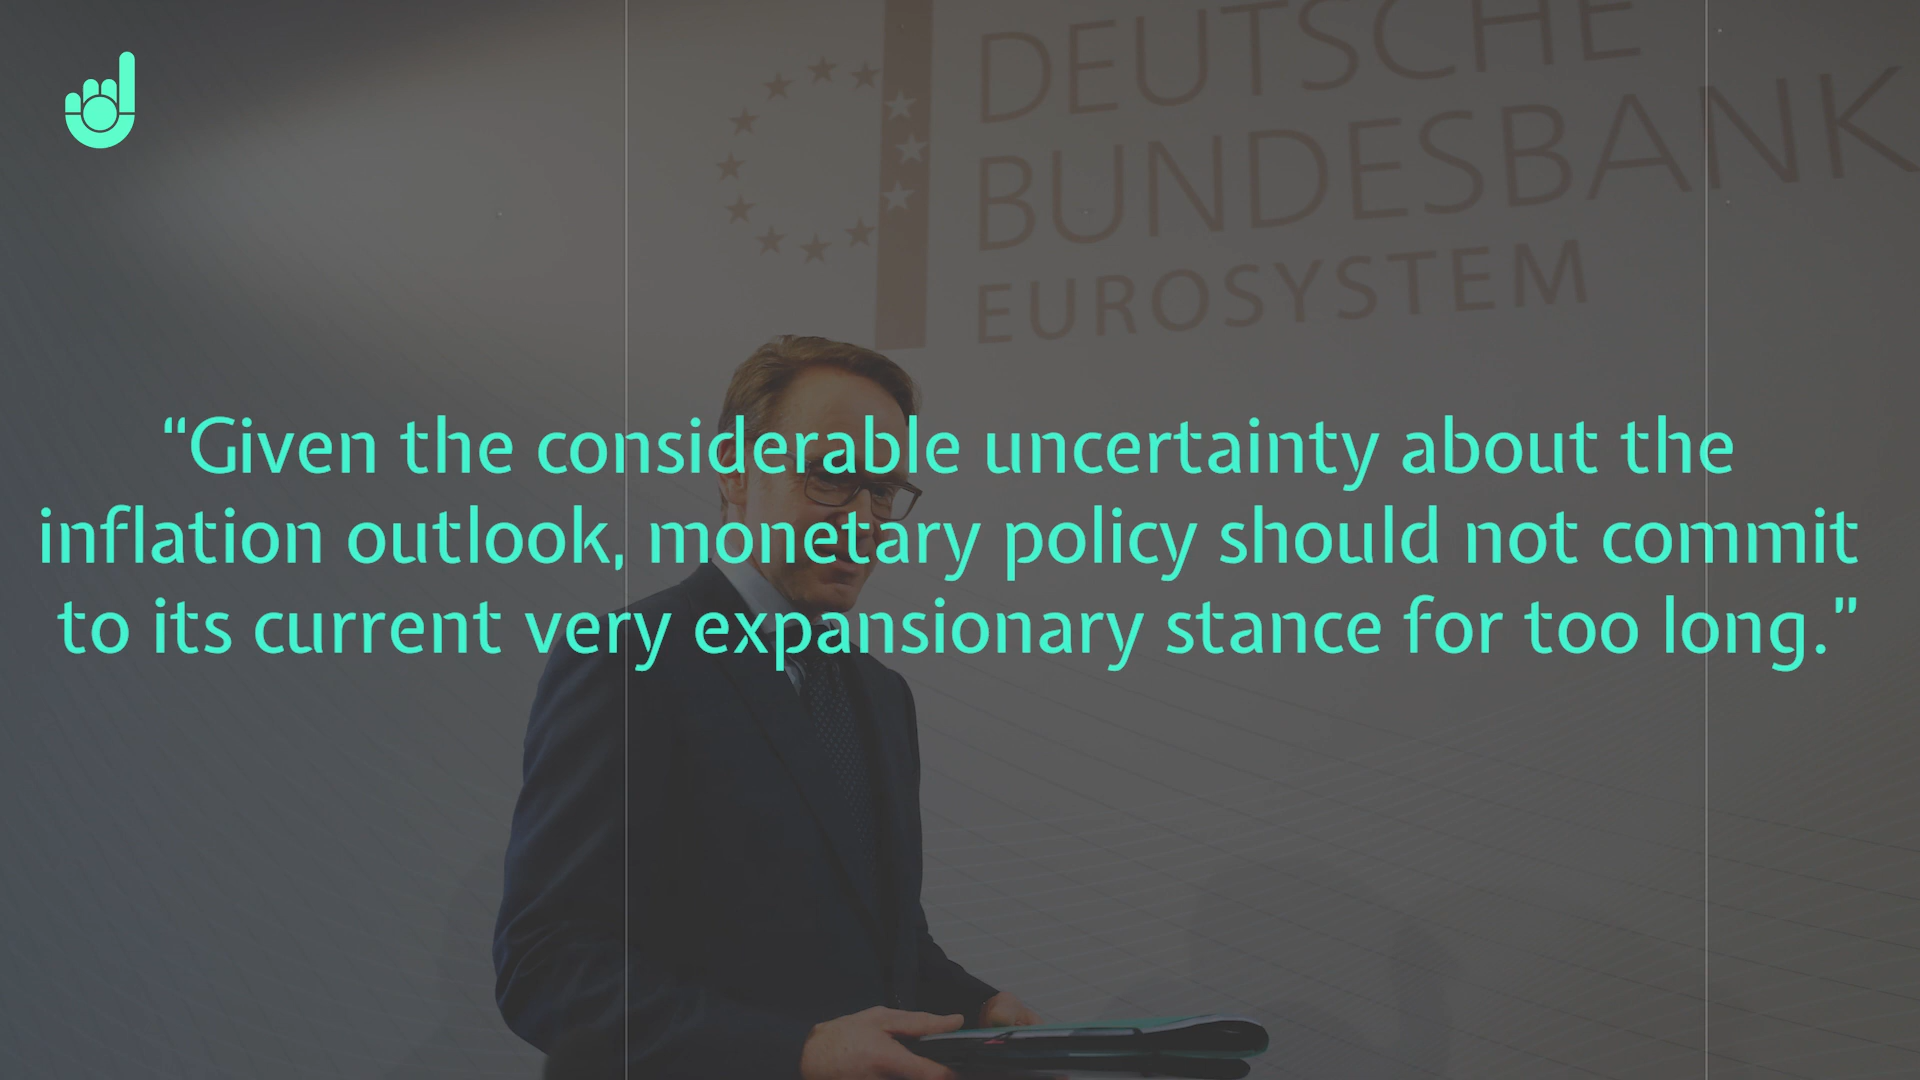 DEUTSCHE
BUNDESBANK
EUROSYSTEM
“Given the considerable uncertainty about the
inflation outlook, monetary policy should not commit
to its current very expansionary stance for too long.”